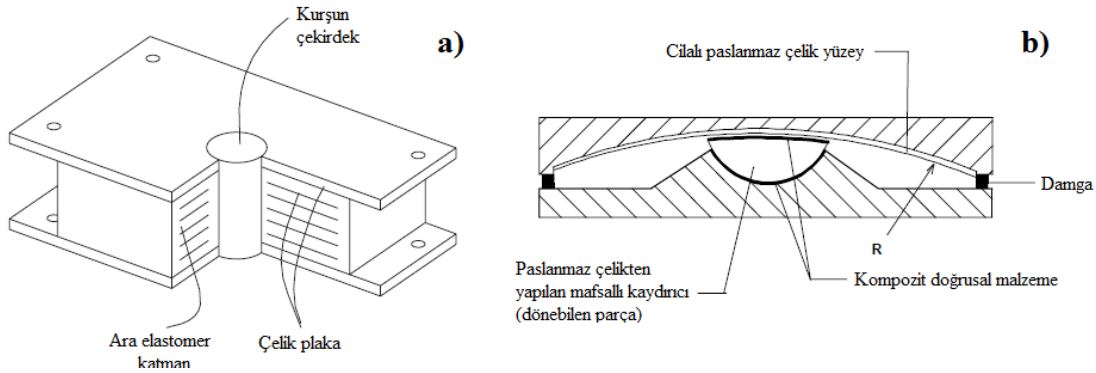 Kurşun
çekirdek
a)
Ara elastomer
katman
Çelik plaka
b)
Cilalı paslanmaz çelik yüzey
Damga
R
Paslanmaz çelikten
yapılan mafsallı kaydırıcı
(dönebilen parça)
Kompozit doğrusal malzeme